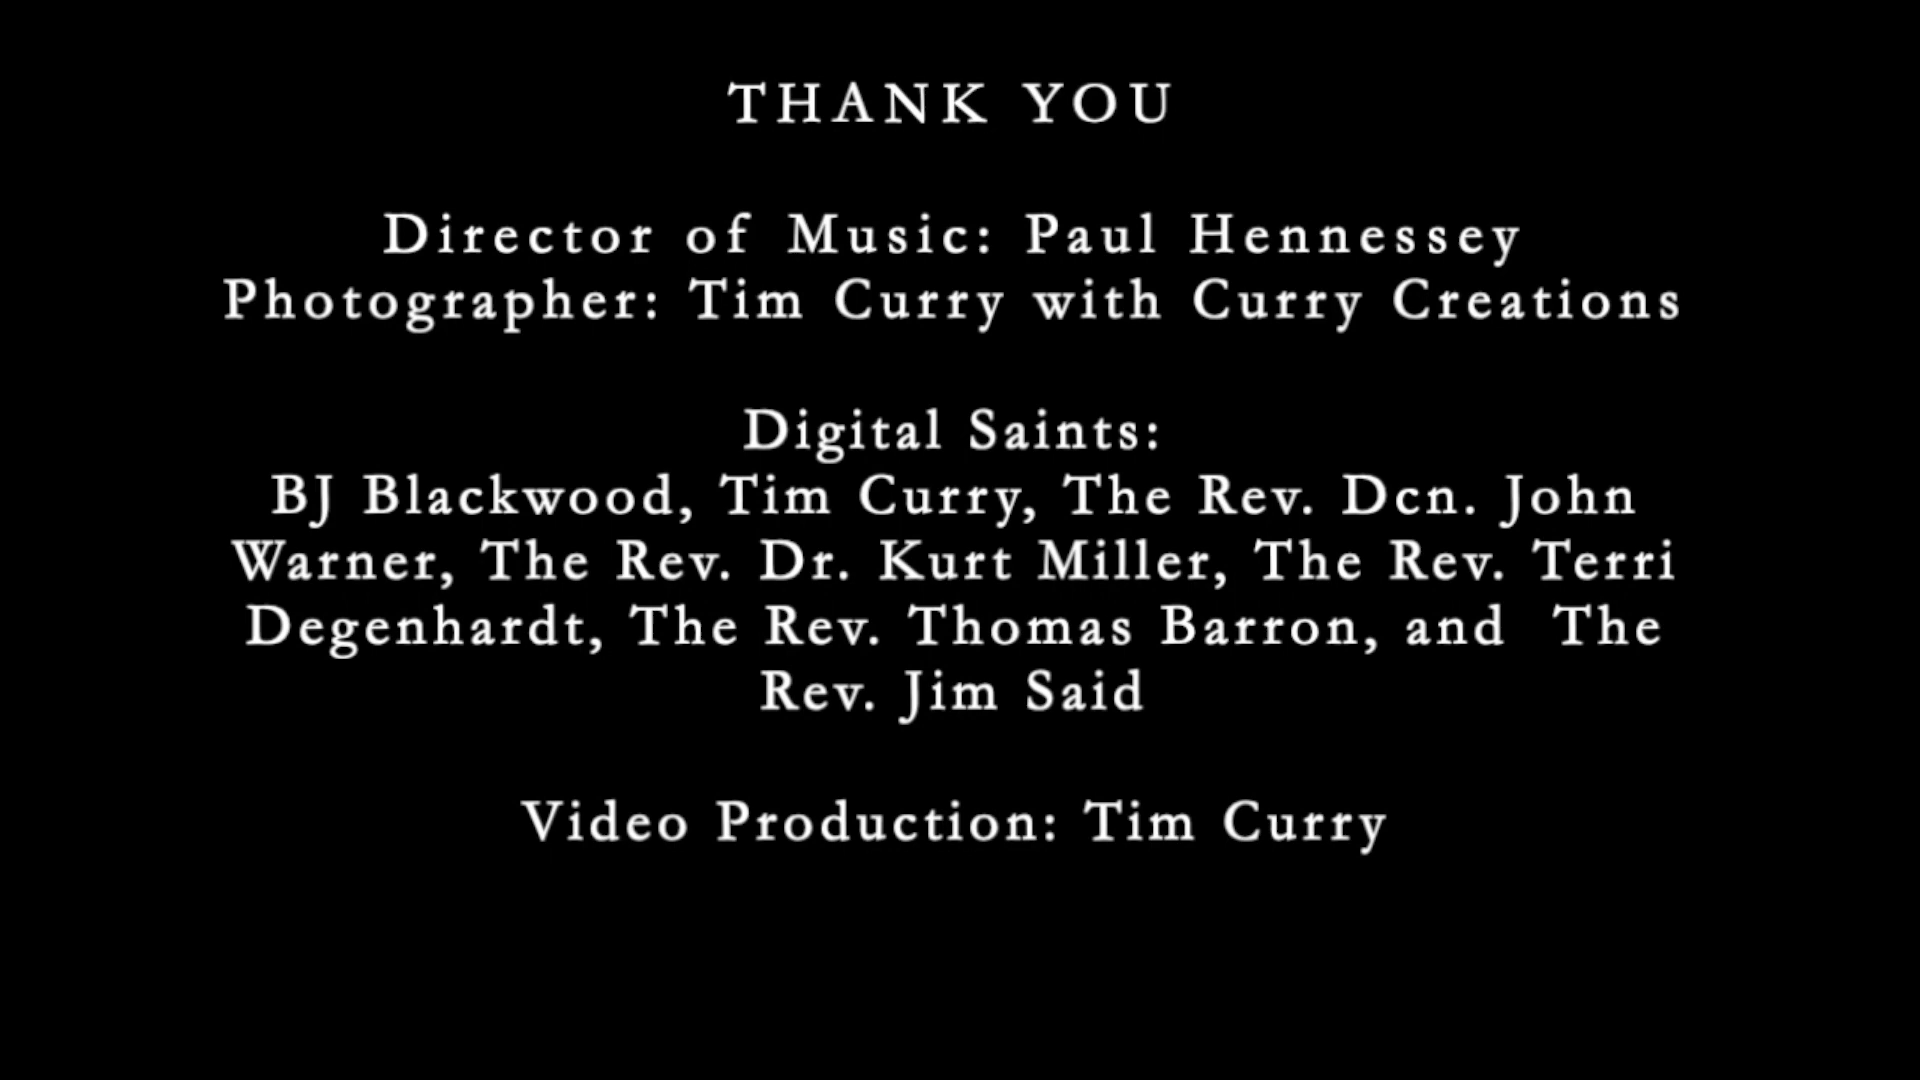 THANK YOU
Director of Music: Paul Hennessey
Photographer: Tim Curry with Curry Creations
Digital Saints:
BJ Blackwood, Tim Curry, The Rev. Dcn. John
Warner, The Rev. Dr. Kurt Miller, The Rev. Terri
Degenhardt, The Rev. Thomas Barron, and  The
Rev. Jim Said
Video Production: Tim Curry